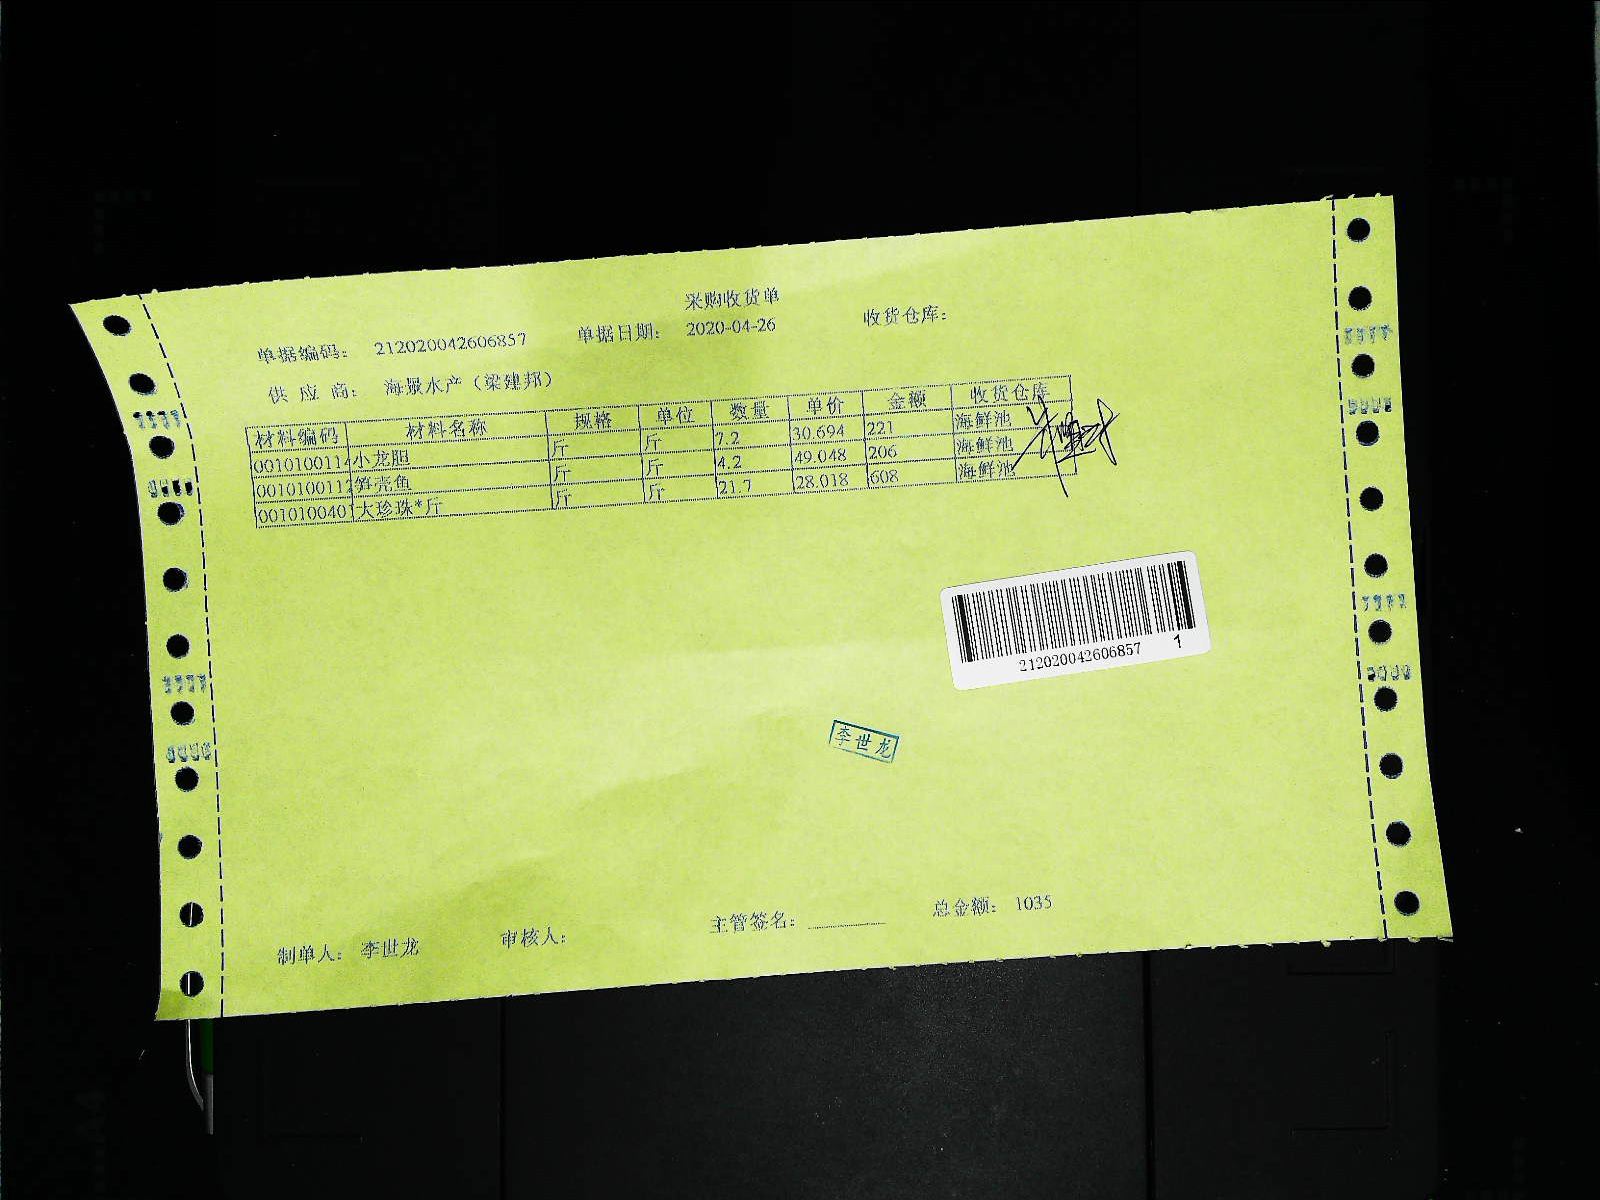 采购收货单
单据编码： 212020042606857 单据日期： 2020-04-26 收货仓库：
供 应 商： 海景水产（梁建邦）
材料编码 材料名称 规格 单位 数量 单价 金额 收货仓库
0010100114 小龙胆 斤 斤 7.2 30.694 221 海鲜池
0010100112 笋壳鱼 斤 斤 4.2 49.048 206 海鲜池
001010040 大珍珠*斤 斤 斤 21.7 28.018 608 海鲜池
212020042606857 1
李世龙
制单人： 李世龙 审核人： 主管签名： 总金额： 1035